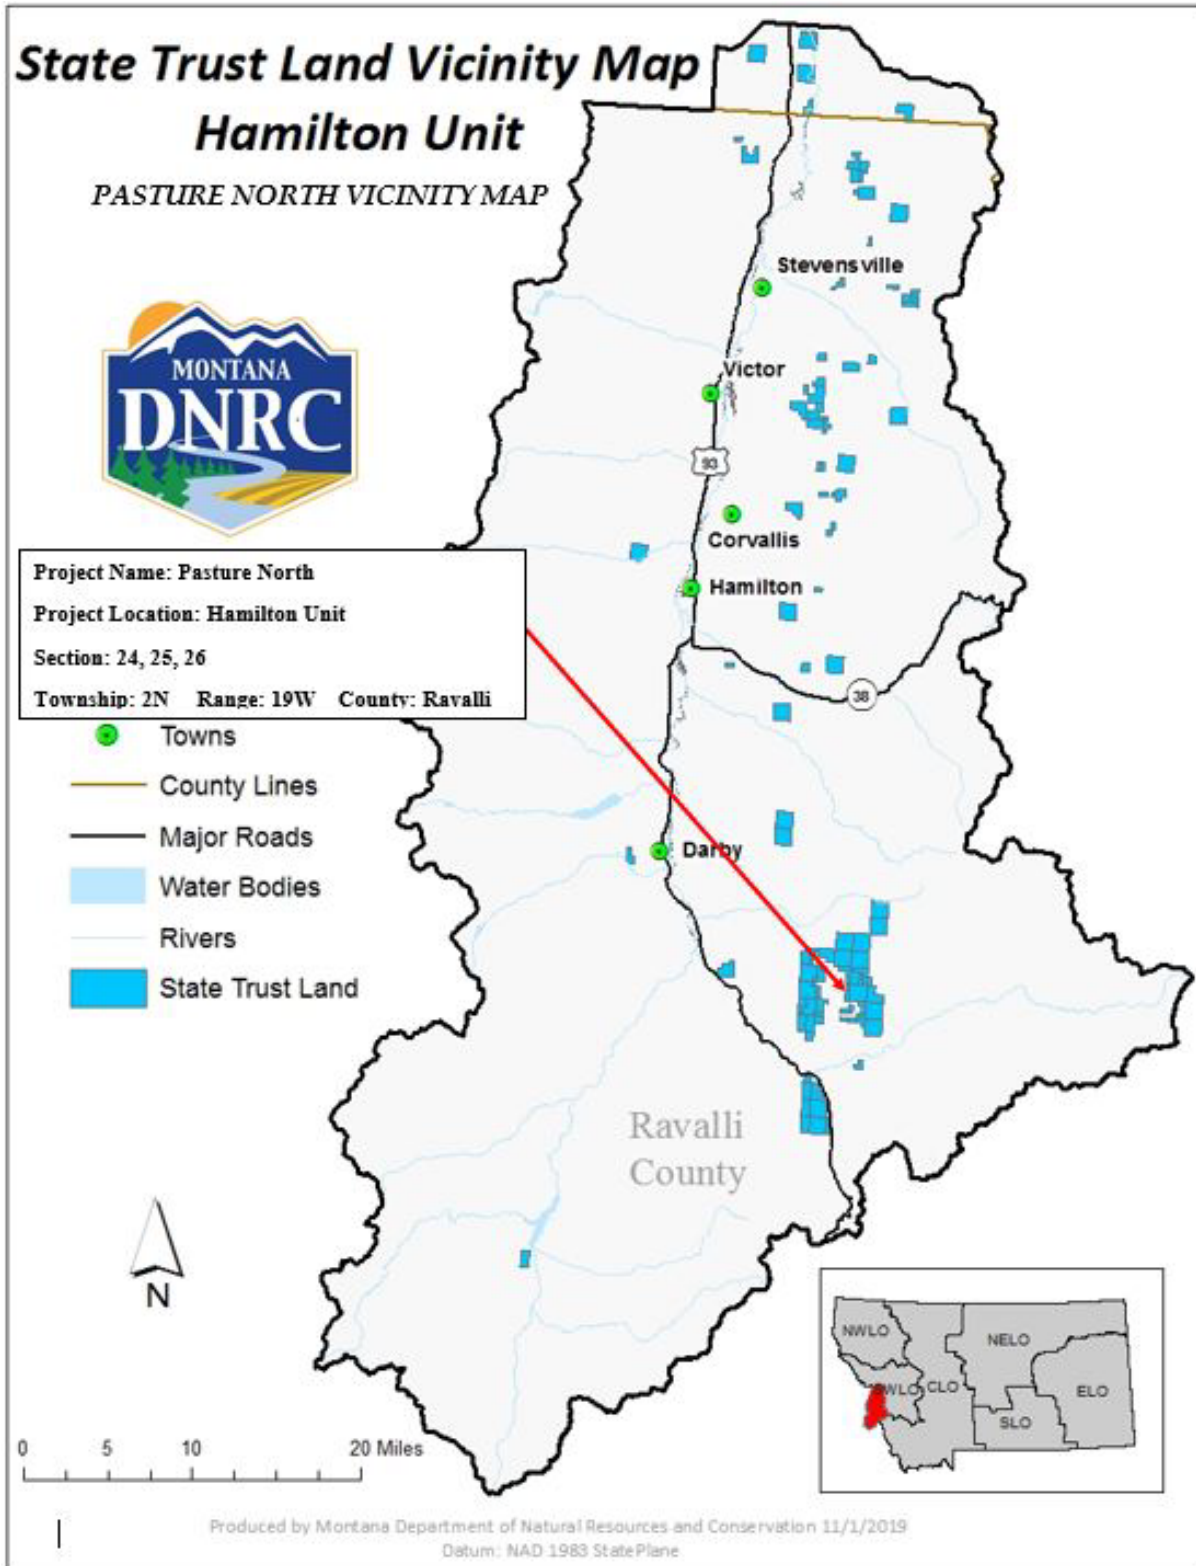 State Trust Land Vicinity Map
Hamilton Unit
PASTURE NORTH VICINITY MAP
Stevensville
MONTANA
DNRC
Victor
93
Corvallis
Hamilton
Project Name: Pasture North
Project Location: Hamilton Unit
Section: 24, 25, 26
Township: 2N Range: 19W County: Ravalli
38
Towns
County Lines
Major Roads
Water Bodies
Rivers
State Trust Land
Darby
Ravalli
County
N
NWLO
NELO
SWLO
CLO
ELO
SLO
0 5 10 20 Miles
Produced by Montana Department of Natural Resources and Conservation 11/1/2019
Datum: NAD 1983 StatePlane